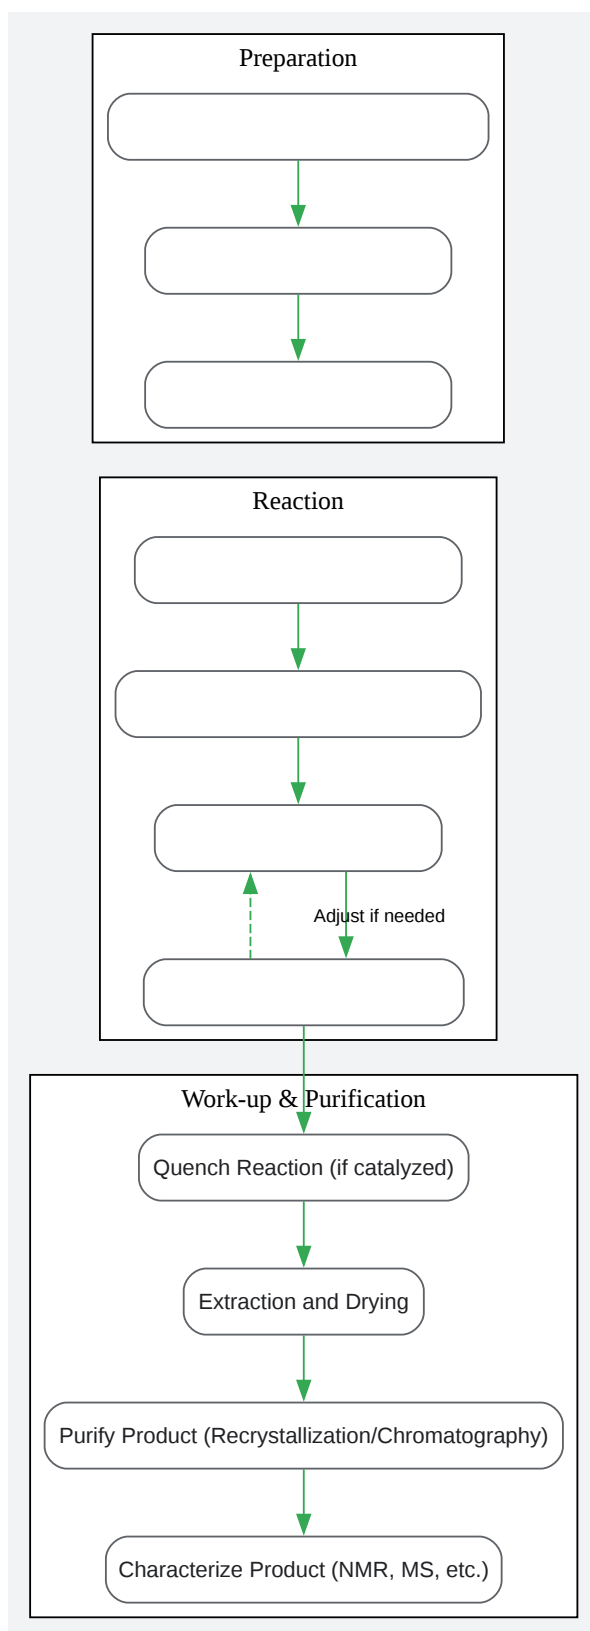 Preparation
Reaction
Adjust if needed
Work-up & Purification
Quench Reaction (if catalyzed)
Extraction and Drying
Purify Product (Recrystallization/Chromatography)
Characterize Product (NMR, MS, etc.)